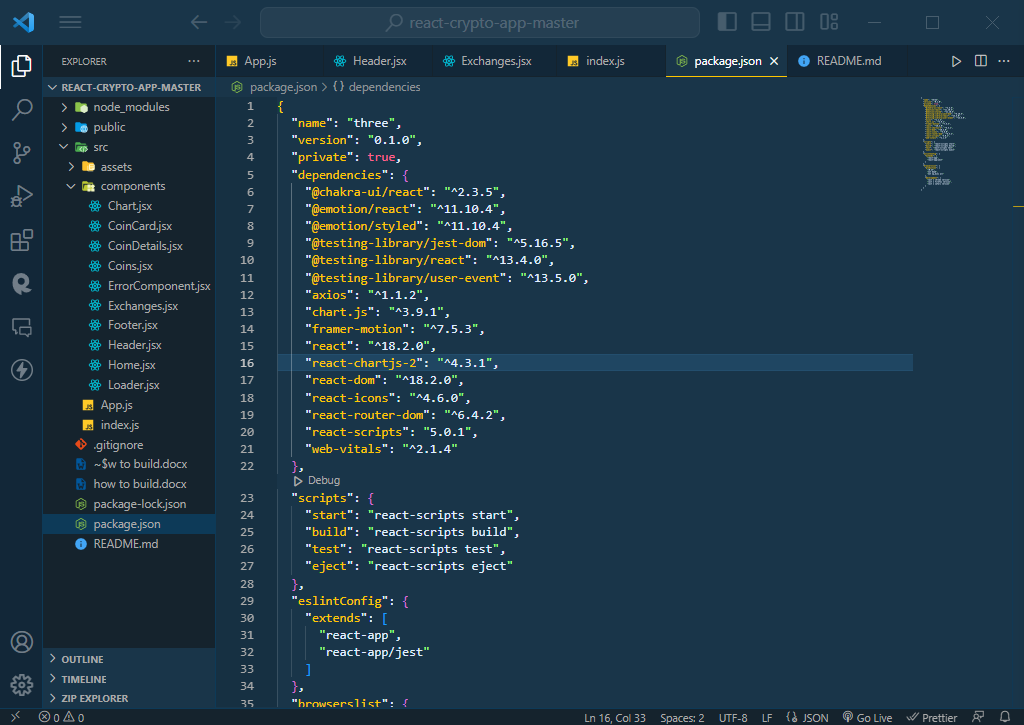 react-crypto-app-master
EXPLORER
App.js
Header.jsx
Exchanges.jsx
index.js
package.json
README.md
REACT-CRYPTO-APP-MASTER
node_modules
public
src
assets
components
Chart.jsx
CoinCard.jsx
CoinDetails.jsx
Coins.jsx
ErrorComponent.jsx
Exchanges.jsx
Footer.jsx
Header.jsx
Home.jsx
Loader.jsx
App.js
index.js
.gitignore
~$w to build.docx
how to build.docx
package-lock.json
package.json
README.md
OUTLINE
TIMELINE
ZIP EXPLORER
package.json > {} dependencies
1 {
2 "name": "three",
3 "version": "0.1.0",
4 "private": true,
5 "dependencies": {
6 "@chakra-ui/react": "^2.3.5",
7 "@emotion/react": "^11.10.4",
8 "@emotion/styled": "^11.10.4",
9 "@testing-library/jest-dom": "^5.16.5",
10 "@testing-library/react": "^13.4.0",
11 "@testing-library/user-event": "^13.5.0",
12 "axios": "^1.1.2",
13 "chart.js": "^3.9.1",
14 "framer-motion": "^7.5.3",
15 "react": "^18.2.0",
16 "react-chartjs-2": "^4.3.1",
17 "react-dom": "^18.2.0",
18 "react-icons": "^4.6.0",
19 "react-router-dom": "^6.4.2",
20 "react-scripts": "5.0.1",
21 "web-vitals": "^2.1.4"
22 },
Debug
23 "scripts": {
24 "start": "react-scripts start",
25 "build": "react-scripts build",
26 "test": "react-scripts test",
27 "eject": "react-scripts eject"
28 },
29 "eslintConfig": {
30 "extends": [
31 "react-app",
32 "react-app/jest"
33 ]
34 },
35 "browserslist": {
0 0
Ln 16, Col 33
Spaces: 2
UTF-8
LF
{} JSON
Go Live
Prettier